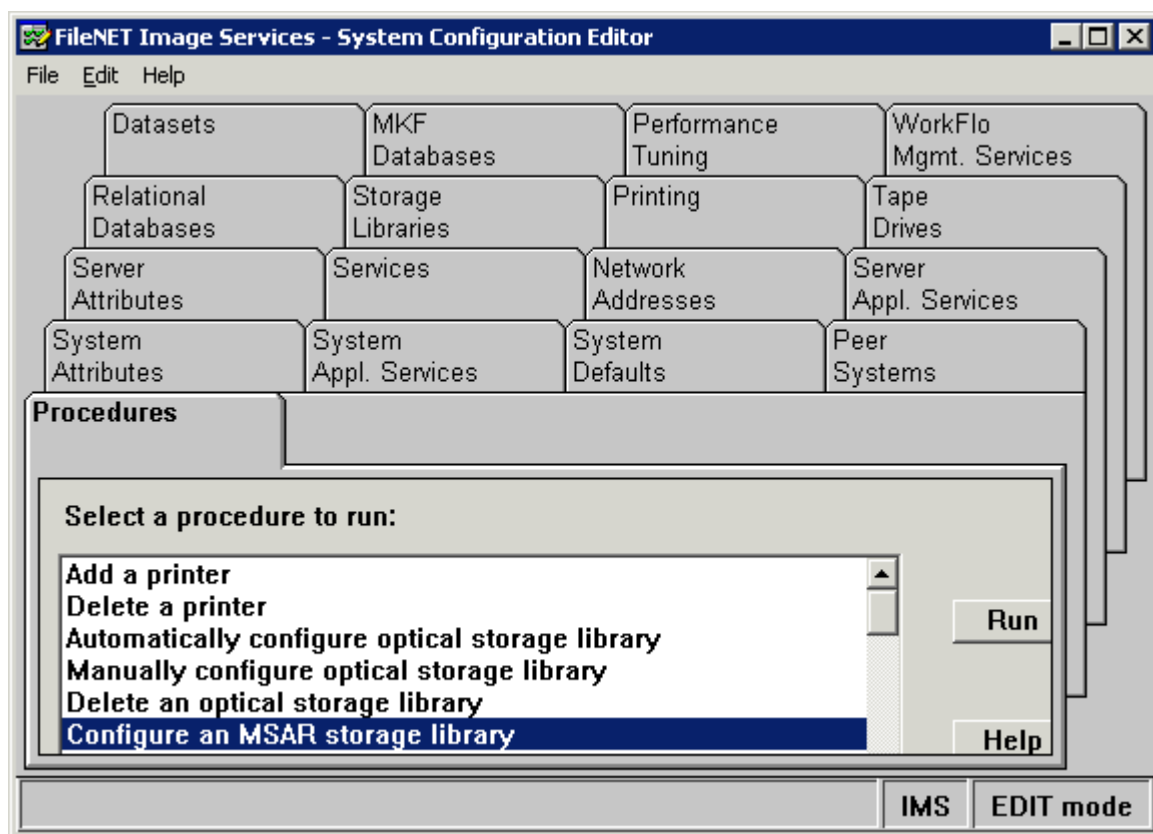 FileNET Image Services - System Configuration Editor
File Edit Help
Datasets
MKF
Databases
Performance
Tuning
WorkFlo
Mgmt. Services
Relational
Databases
Storage
Libraries
Printing
Tape
Drives
Server
Attributes
Services
Network
Addresses
Server
Appl. Services
System
Attributes
System
Appl. Services
System
Defaults
Peer
Systems
Procedures
Select a procedure to run:
Add a printer
Delete a printer
Automatically configure optical storage library
Manually configure optical storage library
Delete an optical storage library
Configure an MSAR storage library
Run
Help
IMS
EDIT mode